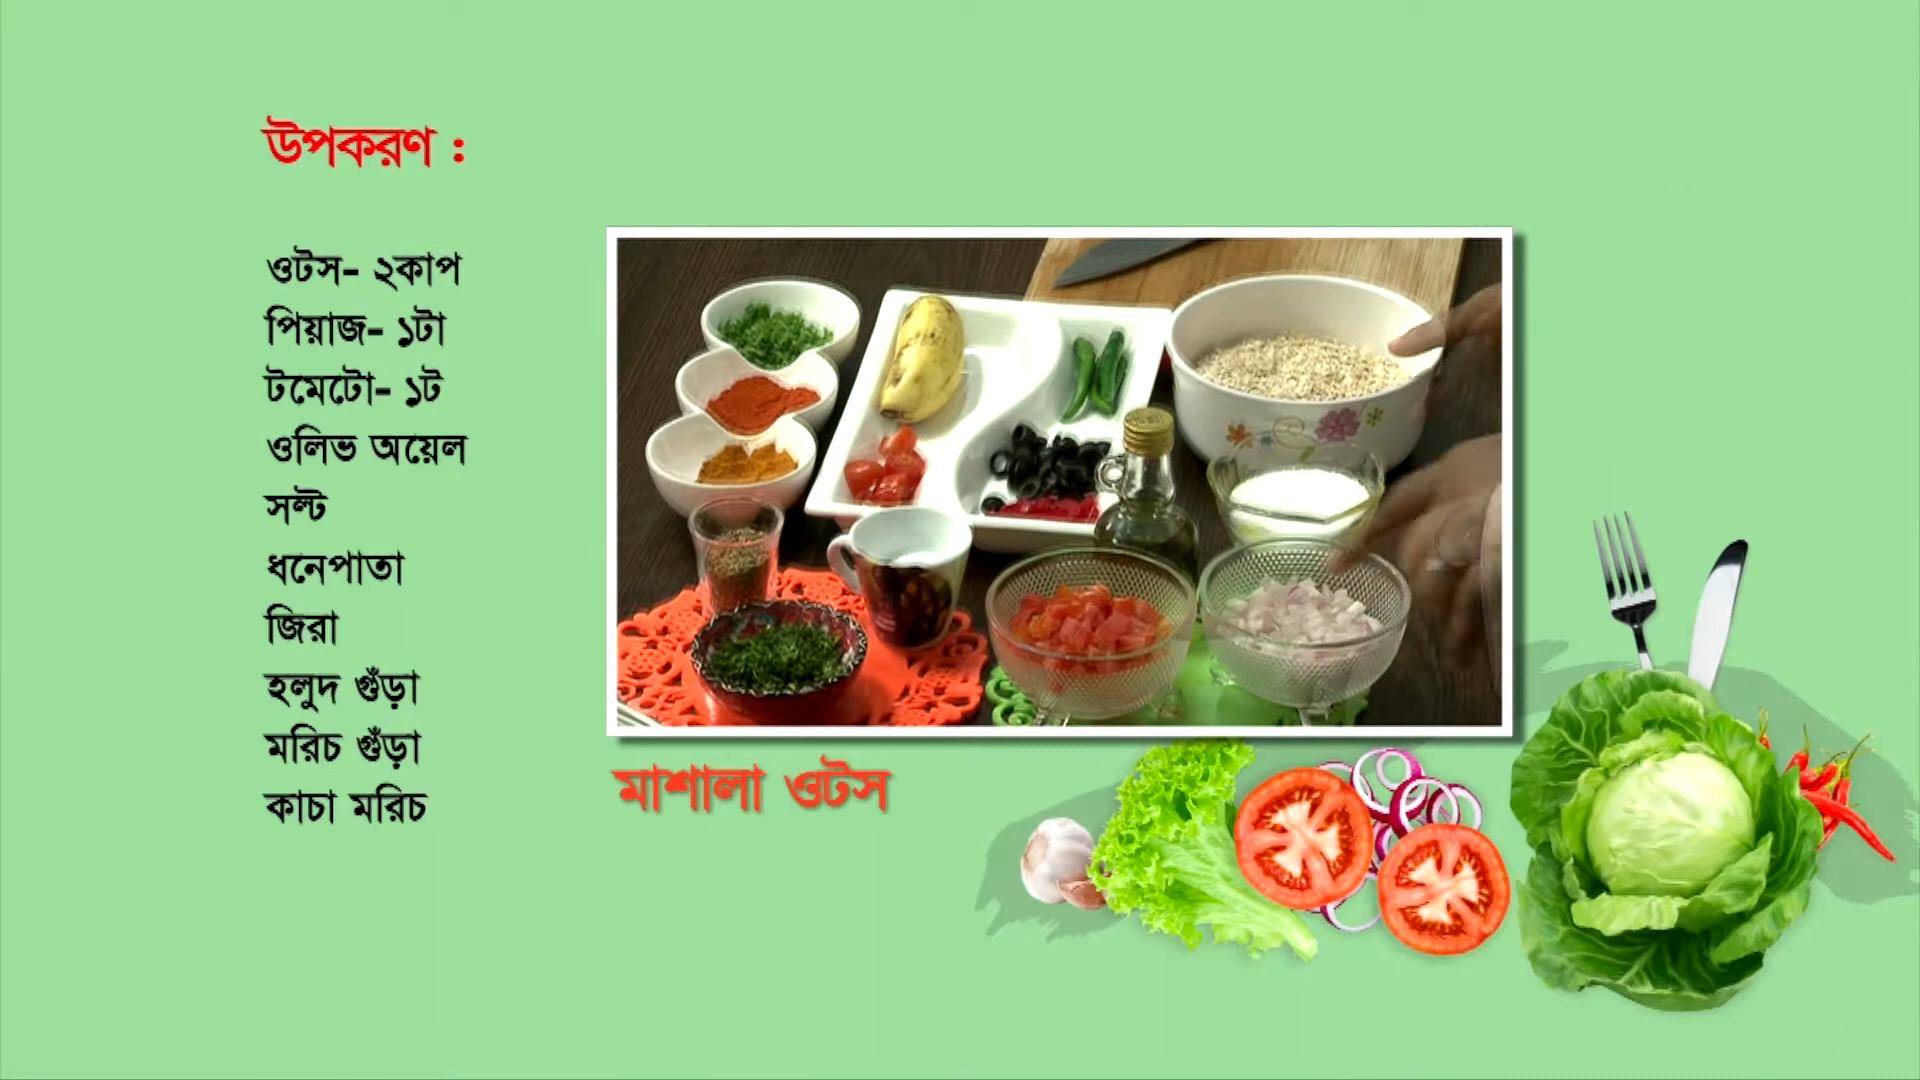 উপকরণ :
ওটস- ২কাপ
পিয়াজ- ১টা
টমেটো- ১ট
ওলিভ অয়েল
সল্ট
ধনেপাতা
জিরা
হলুদ গুঁড়া
মরিচ গুঁড়া
কাচা মরিচ
মাশালা ওটস